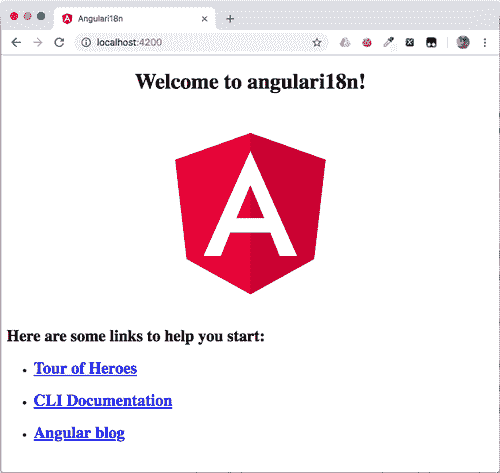 Angulari18n
localhost:4200
Welcome to angulari18n!
A
Here are some links to help you start:
Tour of Heroes
CLI Documentation
Angular blog